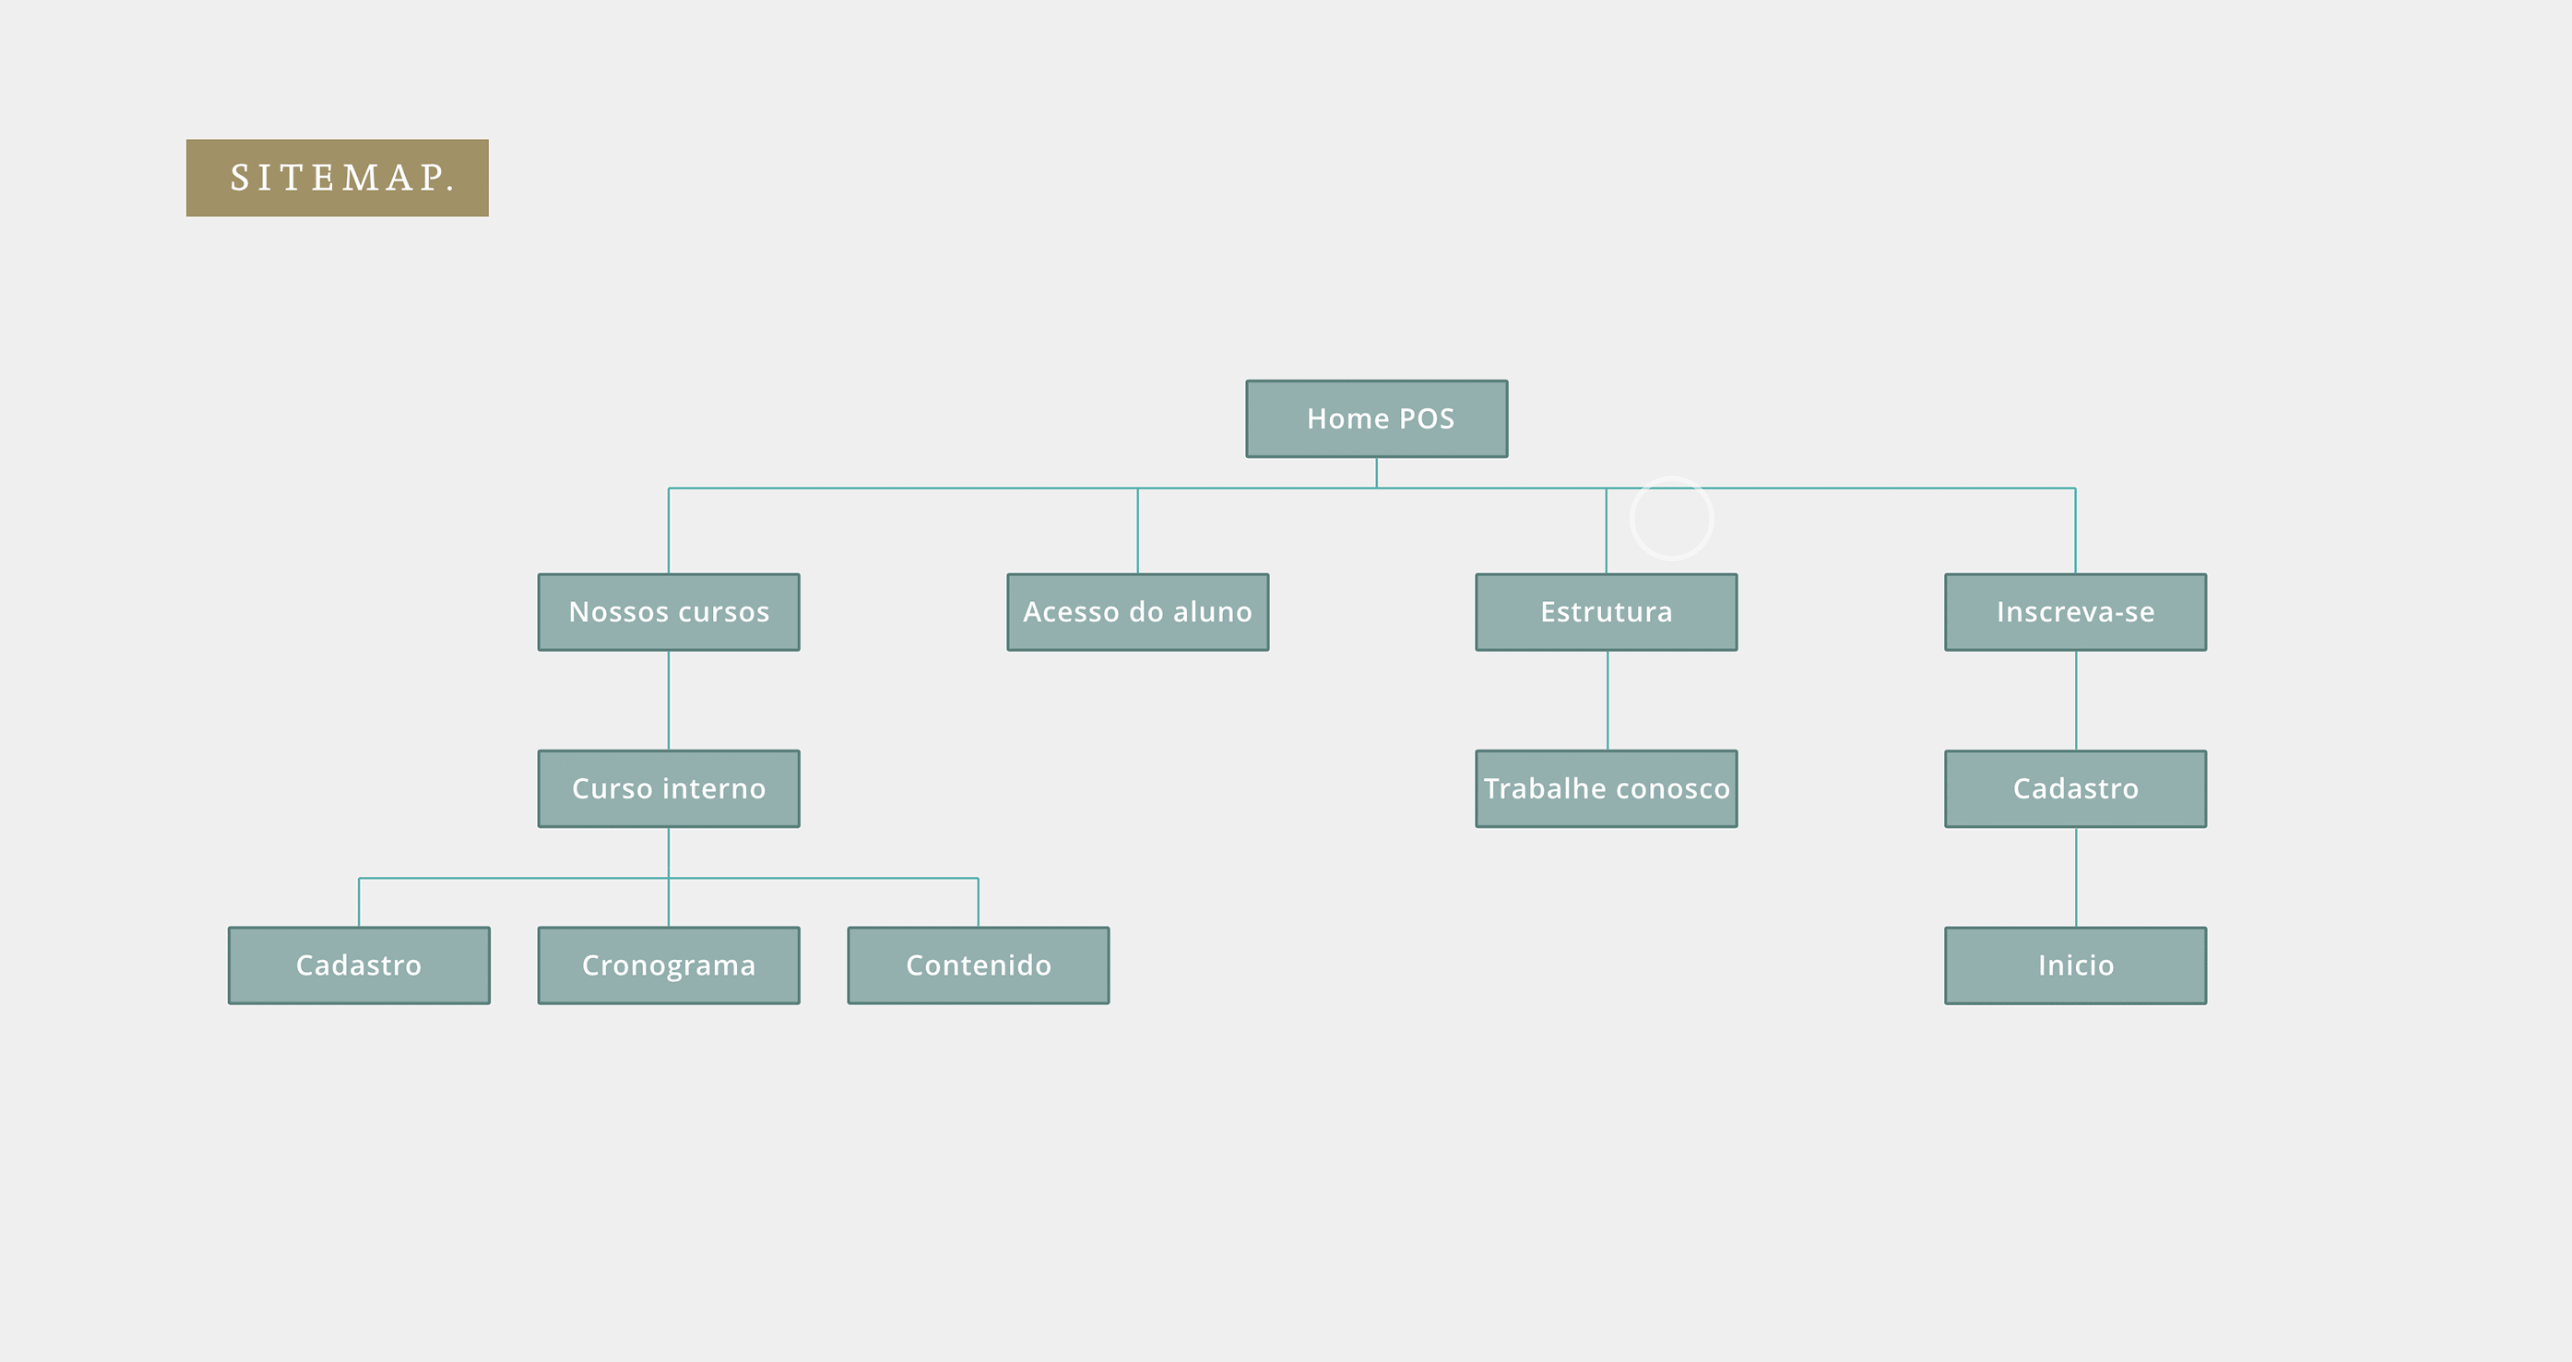 SITEMAP.
Home POS
Nossos cursos
Acesso do aluno
Estrutura
Inscreva-se
Curso interno
Trabalhe conosco
Cadastro
Cadastro
Cronograma
Contenido
Inicio